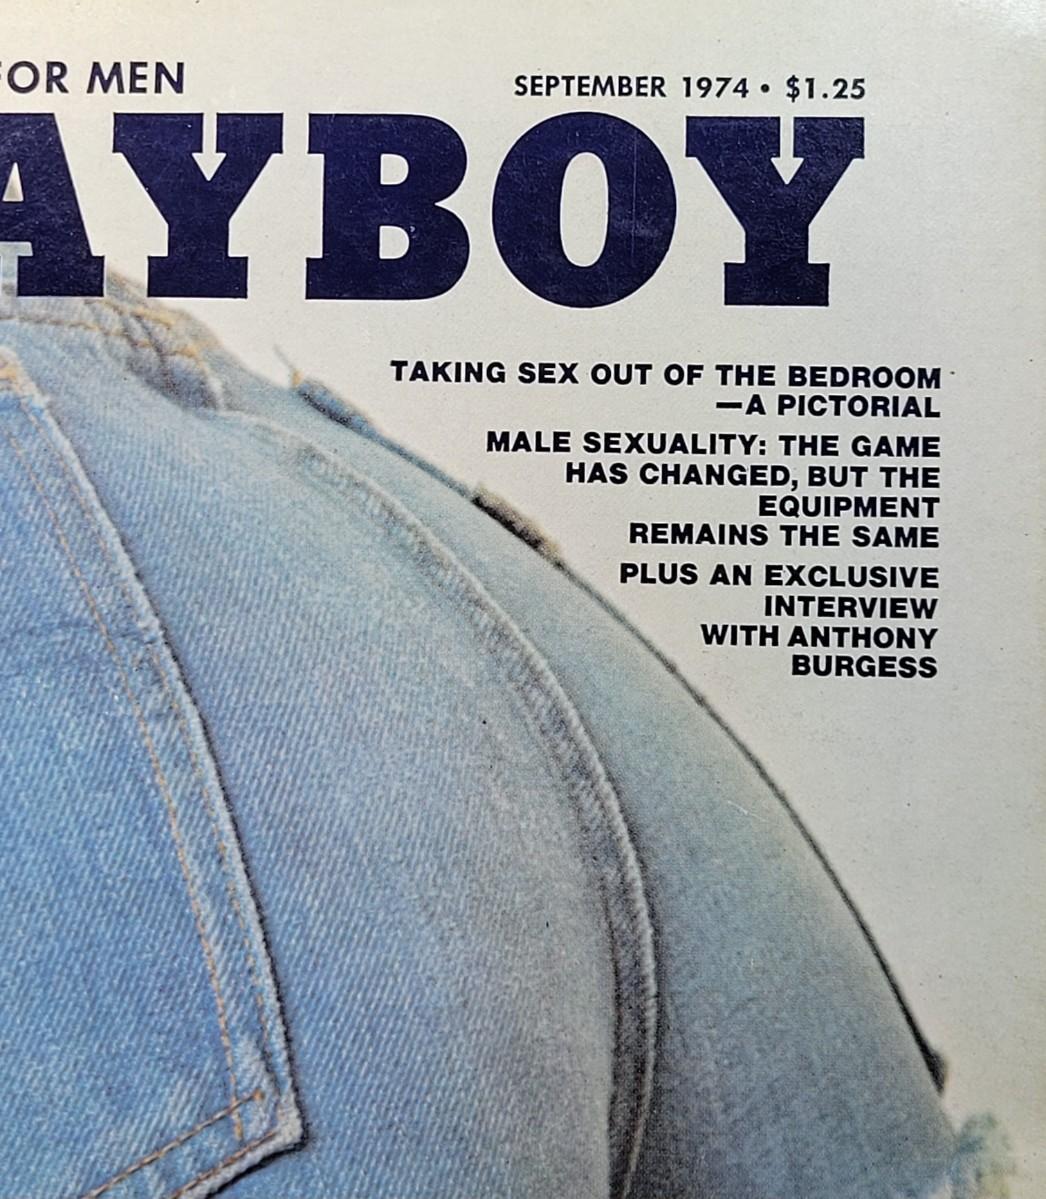 FOR MEN
SEPTEMBER 1974 • $1.25
AYBOY
TAKING SEX OUT OF THE BEDROOM
—A PICTORIAL
MALE SEXUALITY: THE GAME
HAS CHANGED, BUT THE
EQUIPMENT
REMAINS THE SAME
PLUS AN EXCLUSIVE
INTERVIEW
WITH ANTHONY
BURGESS